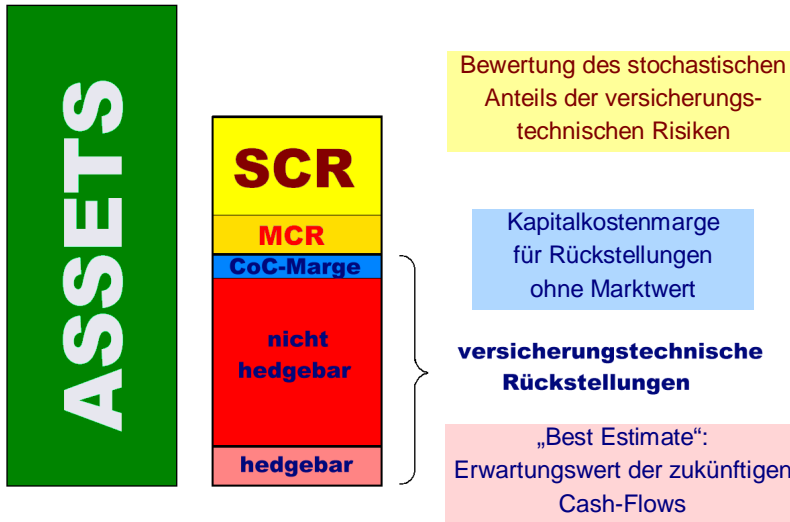 ASSETS
SCR
MCR
CoC-Marge
nicht
hedgebar
hedgebar
Bewertung des stochastischen
Anteils der versicherungs-
technischen Risiken
Kapitalkostenmarge
für Rückstellungen
ohne Marktwert
versicherungstechnische
Rückstellungen
„Best Estimate“:
Erwartungswert der zukünftigen
Cash-Flows